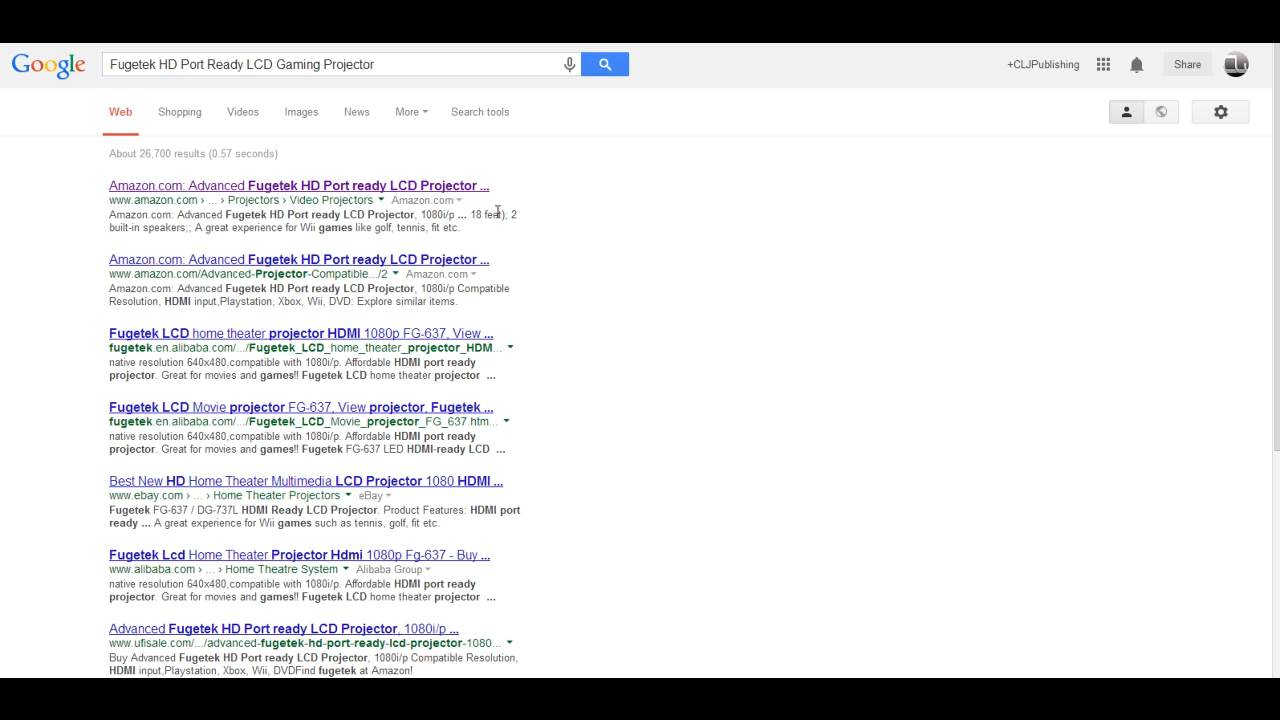 Google Fugetek HD Port Ready LCD Gaming Projector +CLJPublishing Share
Web Shopping Videos Images News More Search tools
About 26,700 results (0.57 seconds)
Amazon.com: Advanced Fugetek HD Port ready LCD Projector ...
www.amazon.com › ... › Projectors › Video Projectors Amazon.com
Amazon.com: Advanced Fugetek HD Port ready LCD Projector, 1080i/p ... 18 feet); 2
built-in speakers;; A great experience for Wii games like golf, tennis, fit etc.
Amazon.com: Advanced Fugetek HD Port ready LCD Projector ...
www.amazon.com/Advanced-Projector-Compatible.../2 Amazon.com
Amazon.com: Advanced Fugetek HD Port ready LCD Projector, 1080i/p Compatible
Resolution, HDMI input,Playstation, Xbox, Wii, DVD: Explore similar items.
Fugetek LCD home theater projector HDMI 1080p FG-637, View ...
fugetek.en.alibaba.com/.../Fugetek_LCD_home_theater_projector_HDM...
native resolution 640x480,compatible with 1080i/p. Affordable HDMI port ready
projector. Great for movies and games!! Fugetek LCD home theater projector ...
Fugetek LCD Movie projector FG-637, View projector, Fugetek ...
fugetek.en.alibaba.com/.../Fugetek_LCD_Movie_projector_FG_637.htm...
native resolution 640x480,compatible with 1080i/p. Affordable HDMI port ready
projector. Great for movies and games!! Fugetek FG-637 LED HDMI-ready LCD ...
Best New HD Home Theater Multimedia LCD Projector 1080 HDMI ...
www.ebay.com › ... › Home Theater Projectors eBay
Fugetek FG-637 / DG-737L HDMI Ready LCD Projector. Product Features: HDMI port
ready ... A great experience for Wii games such as tennis, golf, fit etc.
Fugetek Lcd Home Theater Projector Hdmi 1080p Fg-637 - Buy ...
www.alibaba.com › ... › Home Theatre System Alibaba Group
native resolution 640x480,compatible with 1080i/p. Affordable HDMI port ready
projector. Great for movies and games!! Fugetek LCD home theater projector ...
Advanced Fugetek HD Port ready LCD Projector, 1080i/p ...
www.ufisale.com/.../advanced-fugetek-hd-port-ready-lcd-projector-1080...
Buy Advanced Fugetek HD Port ready LCD Projector, 1080i/p Compatible Resolution,
HDMI input,Playstation, Xbox, Wii, DVDFind fugetek at Amazon!